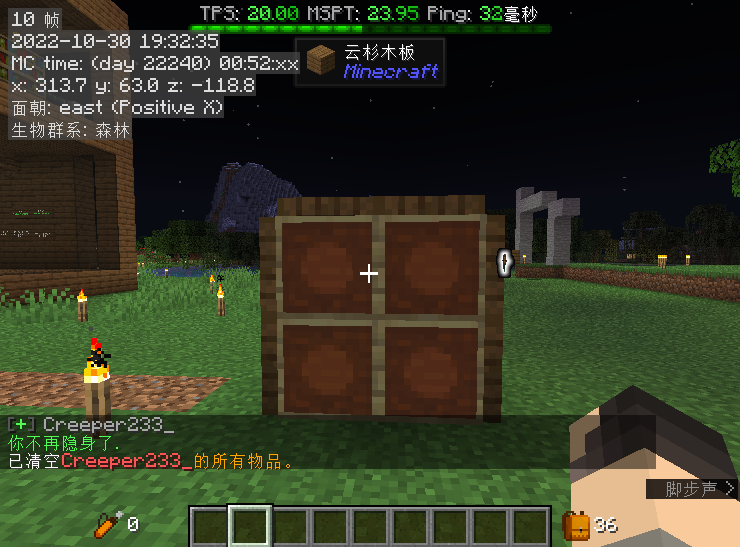 TPS: 20.00 MSPT: 23.95 Ping: 32毫秒
10 帧
2022-10-30 19:32:35
MC time: (day 22240) 00:52:xx
x: 313.7 y: 63.0 z: -118.8
面朝: east (Positive X)
生物群系: 森林
云杉木板
Minecraft
[+] Creeper233_
你不再隐身了.
已清空Creeper233_的所有物品。
脚步声 >
0
36